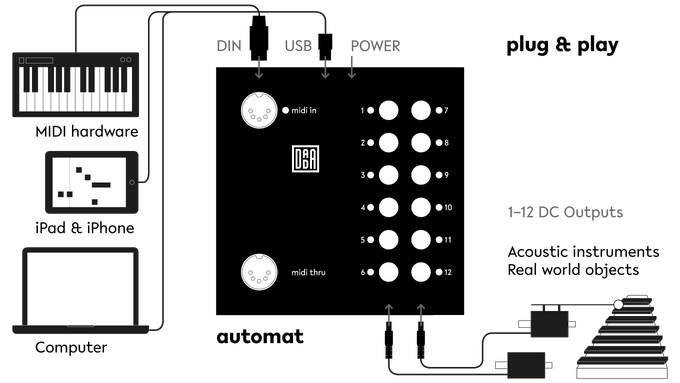 DIN
USB
POWER
plug & play
MIDI hardware
midi in
1
7
2
8
DADA
3
9
iPad & iPhone
4
10
1–12 DC Outputs
5
11
Acoustic instruments
Real world objects
midi thru
6
12
automat
Computer